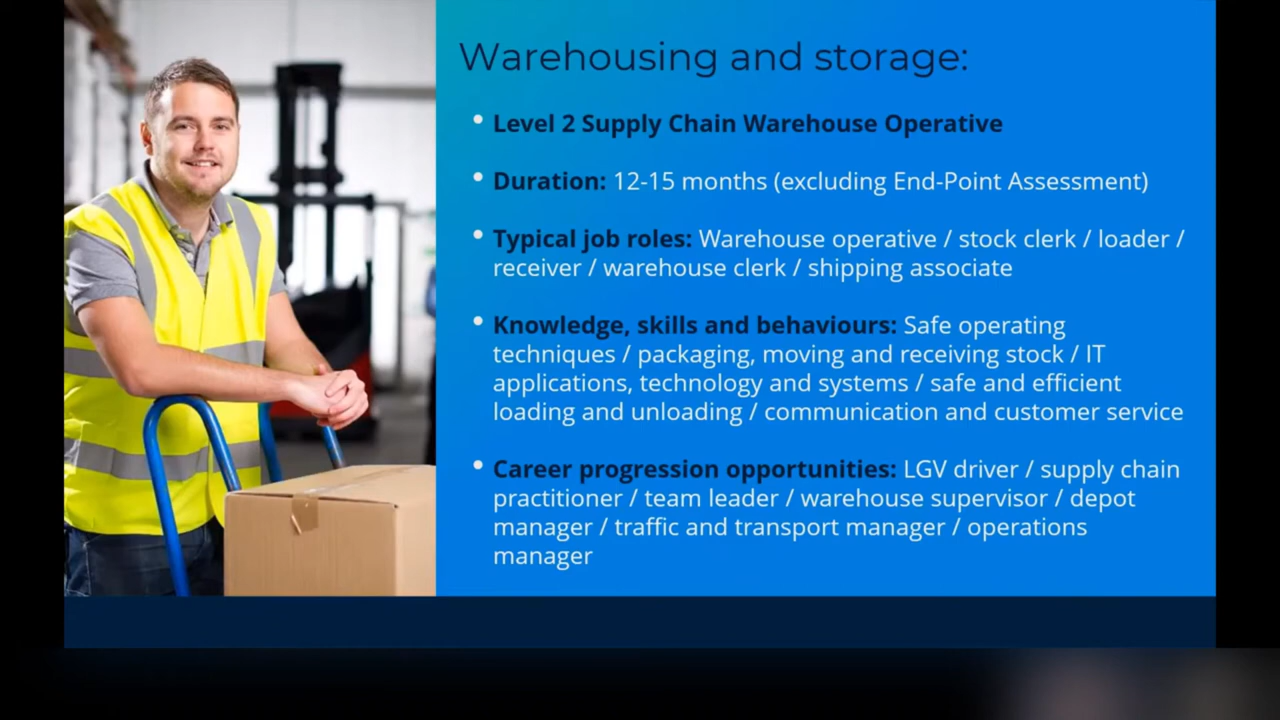 Warehousing and storage:
• Level 2 Supply Chain Warehouse Operative
• Duration: 12-15 months (excluding End-Point Assessment)
• Typical job roles: Warehouse operative / stock clerk / loader /
receiver / warehouse clerk / shipping associate
• Knowledge, skills and behaviours: Safe operating
techniques / packaging, moving and receiving stock / IT
applications, technology and systems / safe and efficient
loading and unloading / communication and customer service
• Career progression opportunities: LGV driver / supply chain
practitioner / team leader / warehouse supervisor / depot
manager / traffic and transport manager / operations
manager